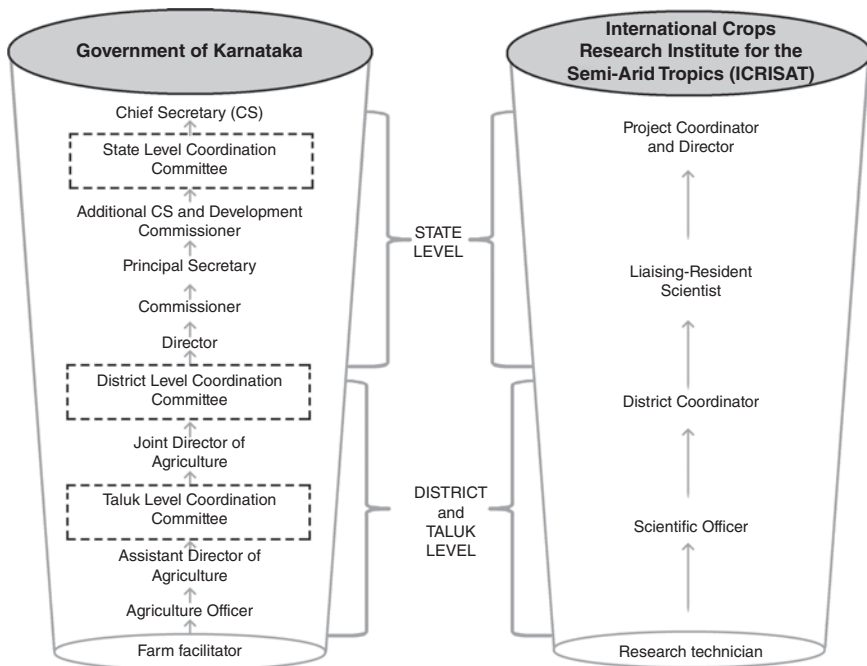 Government of Karnataka
Chief Secretary (CS)
State Level Coordination
Committee
Additional CS and Development
Commissioner
Principal Secretary
Commissioner
Director
District Level Coordination
Committee
Joint Director of
Agriculture
Taluk Level Coordination
Committee
Assistant Director of
Agriculture
Agriculture Officer
Farm facilitator
STATE
LEVEL
DISTRICT
and
TALUK
LEVEL
International Crops
Research Institute for the
Semi-Arid Tropics (ICRISAT)
Project Coordinator
and Director
Liaising-Resident
Scientist
District Coordinator
Scientific Officer
Research technician